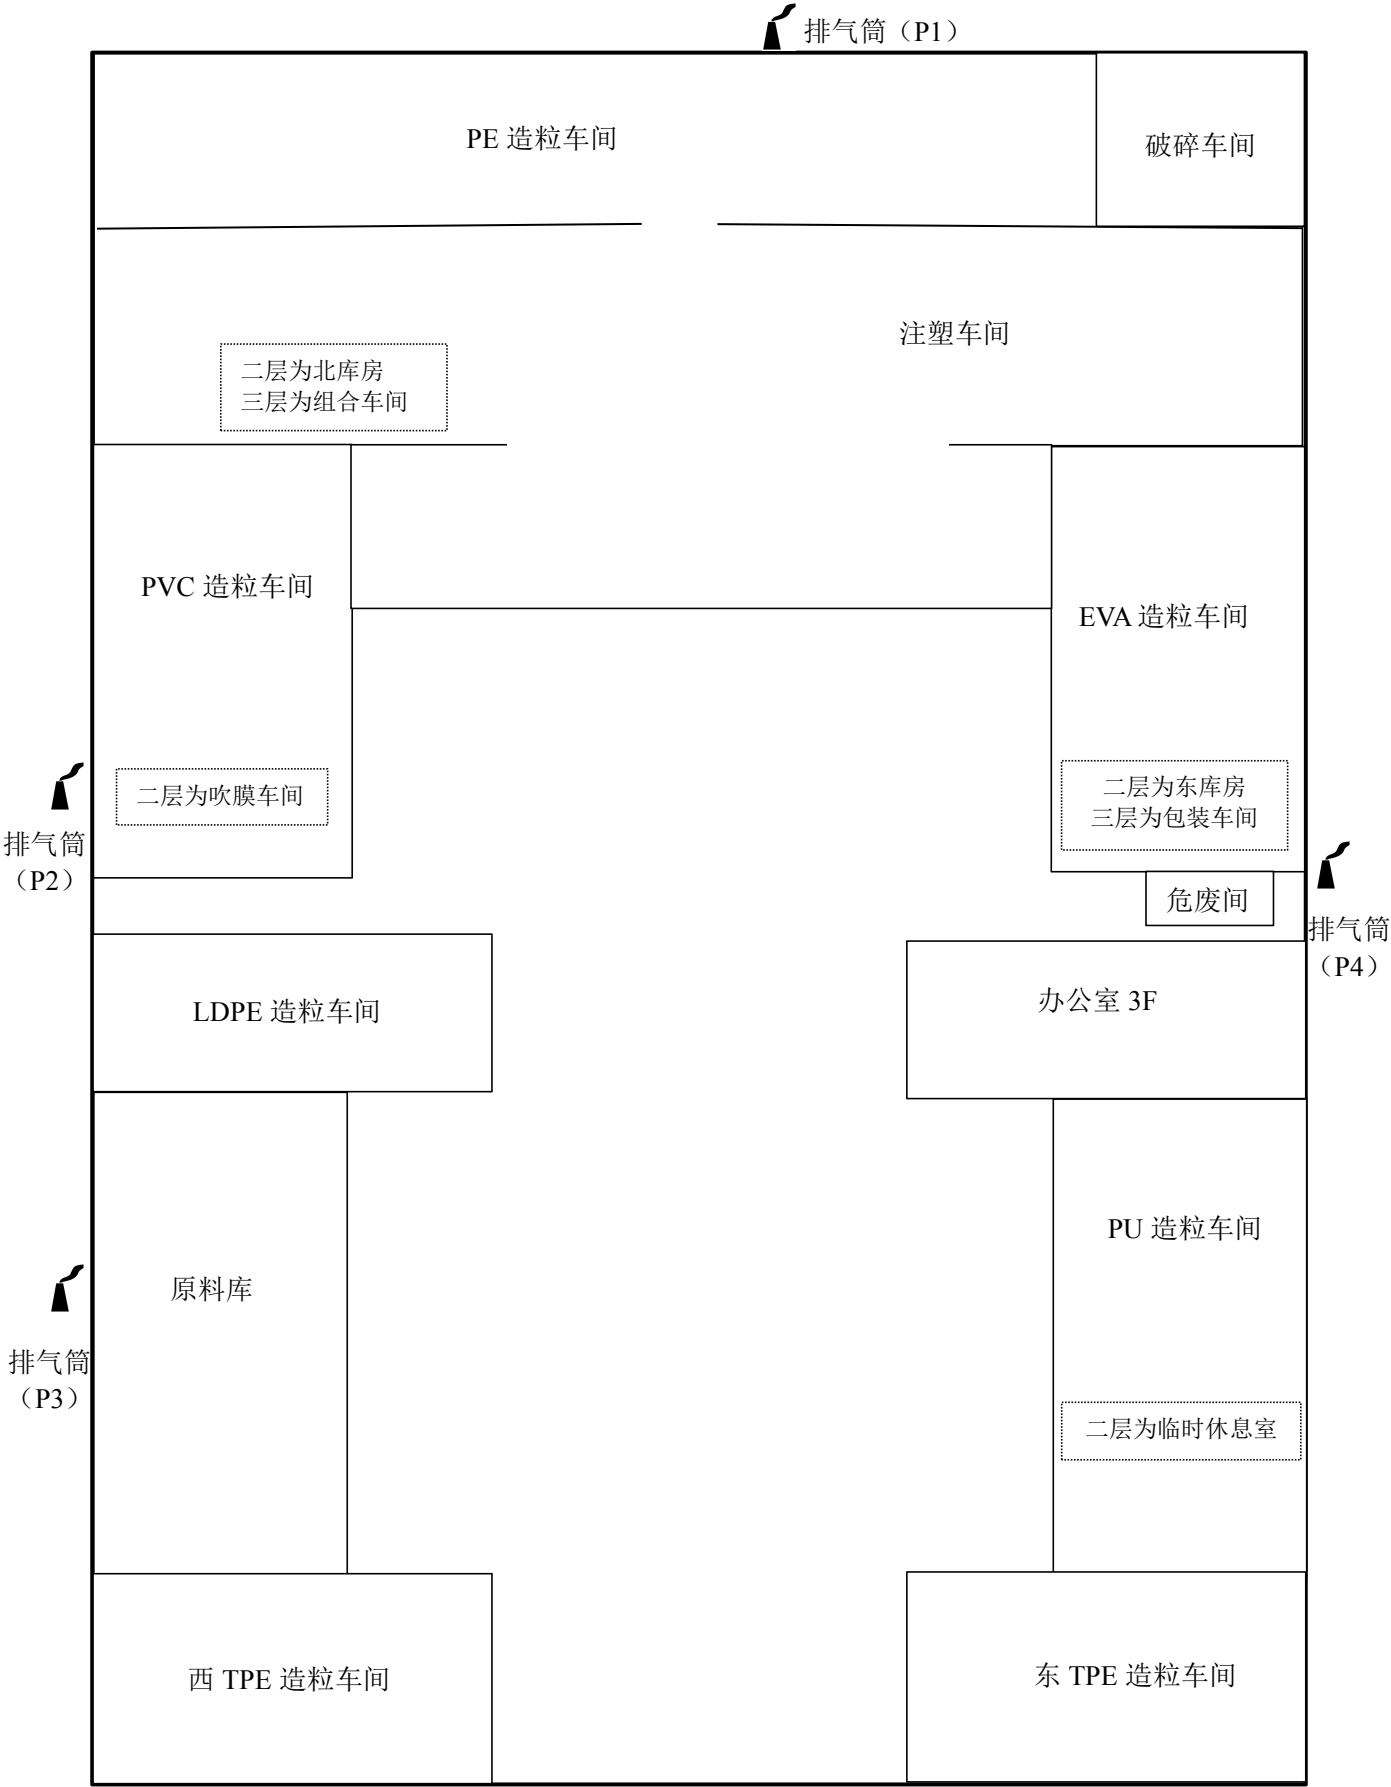 排气筒（P1）
PE 造粒车间
破碎车间
注塑车间
二层为北库房
三层为组合车间
PVC 造粒车间
EVA 造粒车间
二层为吹膜车间
二层为东库房
三层为包装车间
排气筒
（P2）
危废间
排气筒
（P4）
LDPE 造粒车间
办公室 3F
PU 造粒车间
原料库
排气筒
（P3）
二层为临时休息室
西 TPE 造粒车间
东 TPE 造粒车间